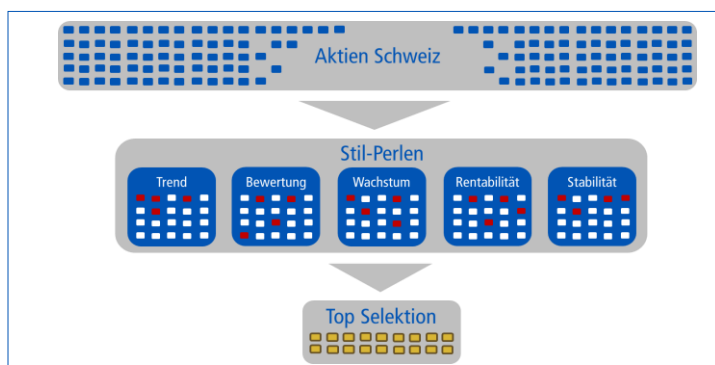 Aktien Schweiz
Stil-Perlen
Trend Bewertung Wachstum Rentabilität Stabilität
Top Selektion